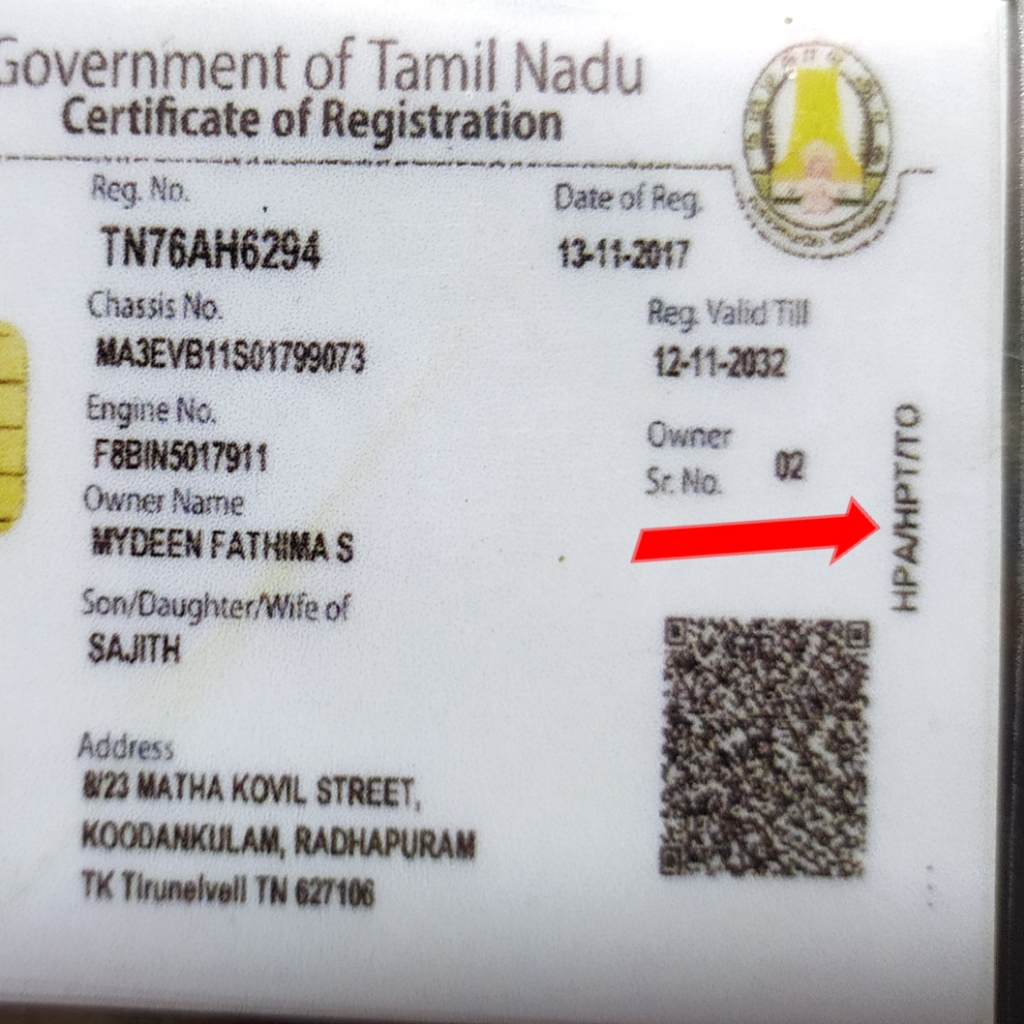 Government of Tamil Nadu
Certificate of Registration
Reg. No.
TN76AH6294
Date of Reg.
13-11-2017
Chassis No.
MA3EVB11S01799073
Reg. Valid Till
12-11-2032
Engine No.
F8BIN5017911
Owner
Sr. No. 02
Owner Name
MYDEEN FATHIMA S
Son/Daughter/Wife of
SAJITH
HPA/HPT/TO
Address
8/23 MATHA KOVIL STREET,
KOODANKULAM, RADHAPURAM
TK Tirunelveli TN 627106